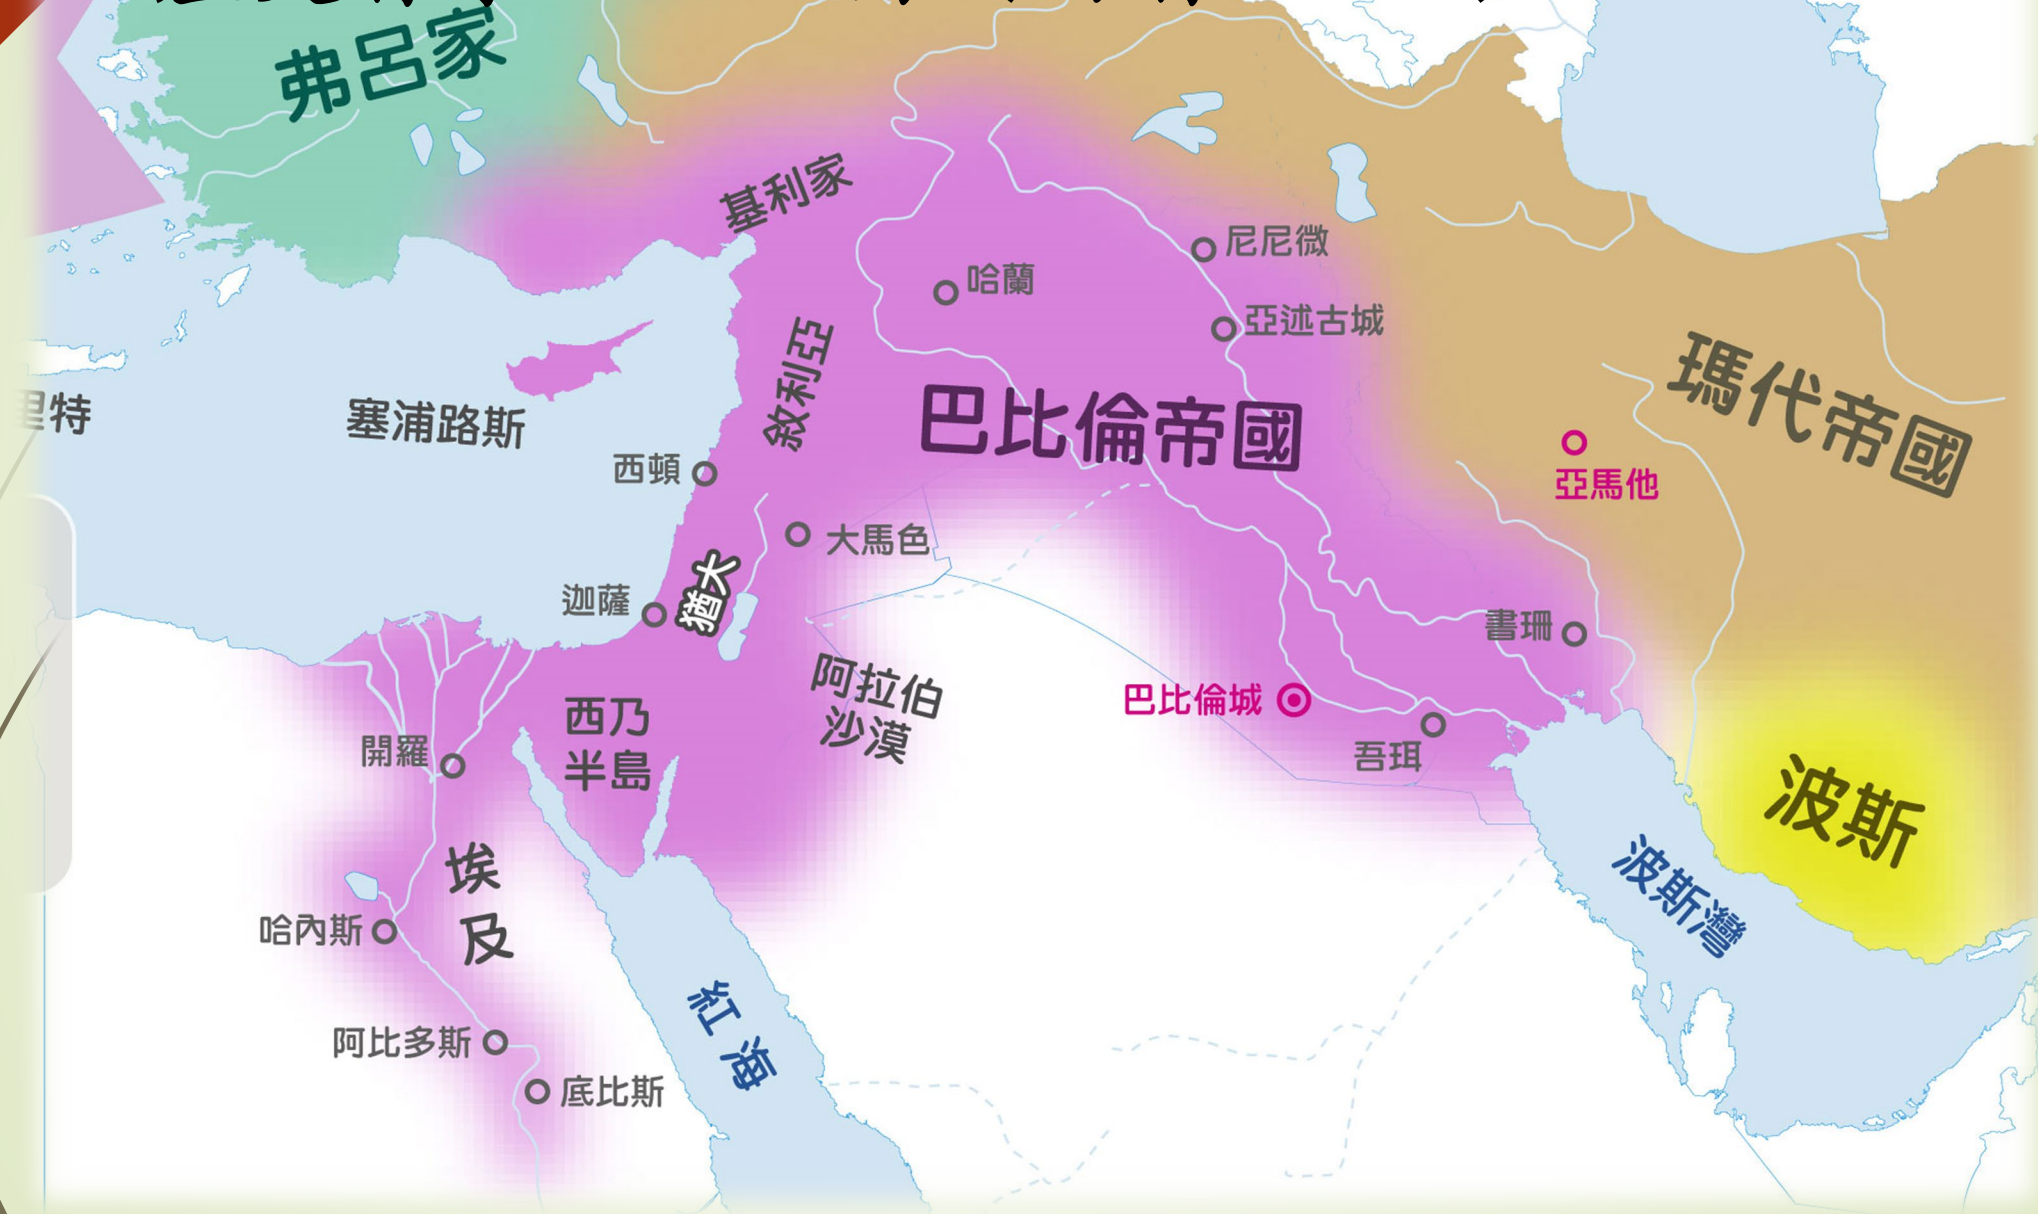 弗呂家
基利家
尼尼微
哈蘭
亞述古城
敘利亞
巴比倫帝國
瑪代帝國
里特
塞浦路斯
西頓
亞馬他
大馬色
迦薩
猶大
書珊
阿拉伯
沙漠
巴比倫城
西乃
半島
開羅
吾珥
波斯
埃及
波斯灣
哈內斯
紅海
阿比多斯
底比斯